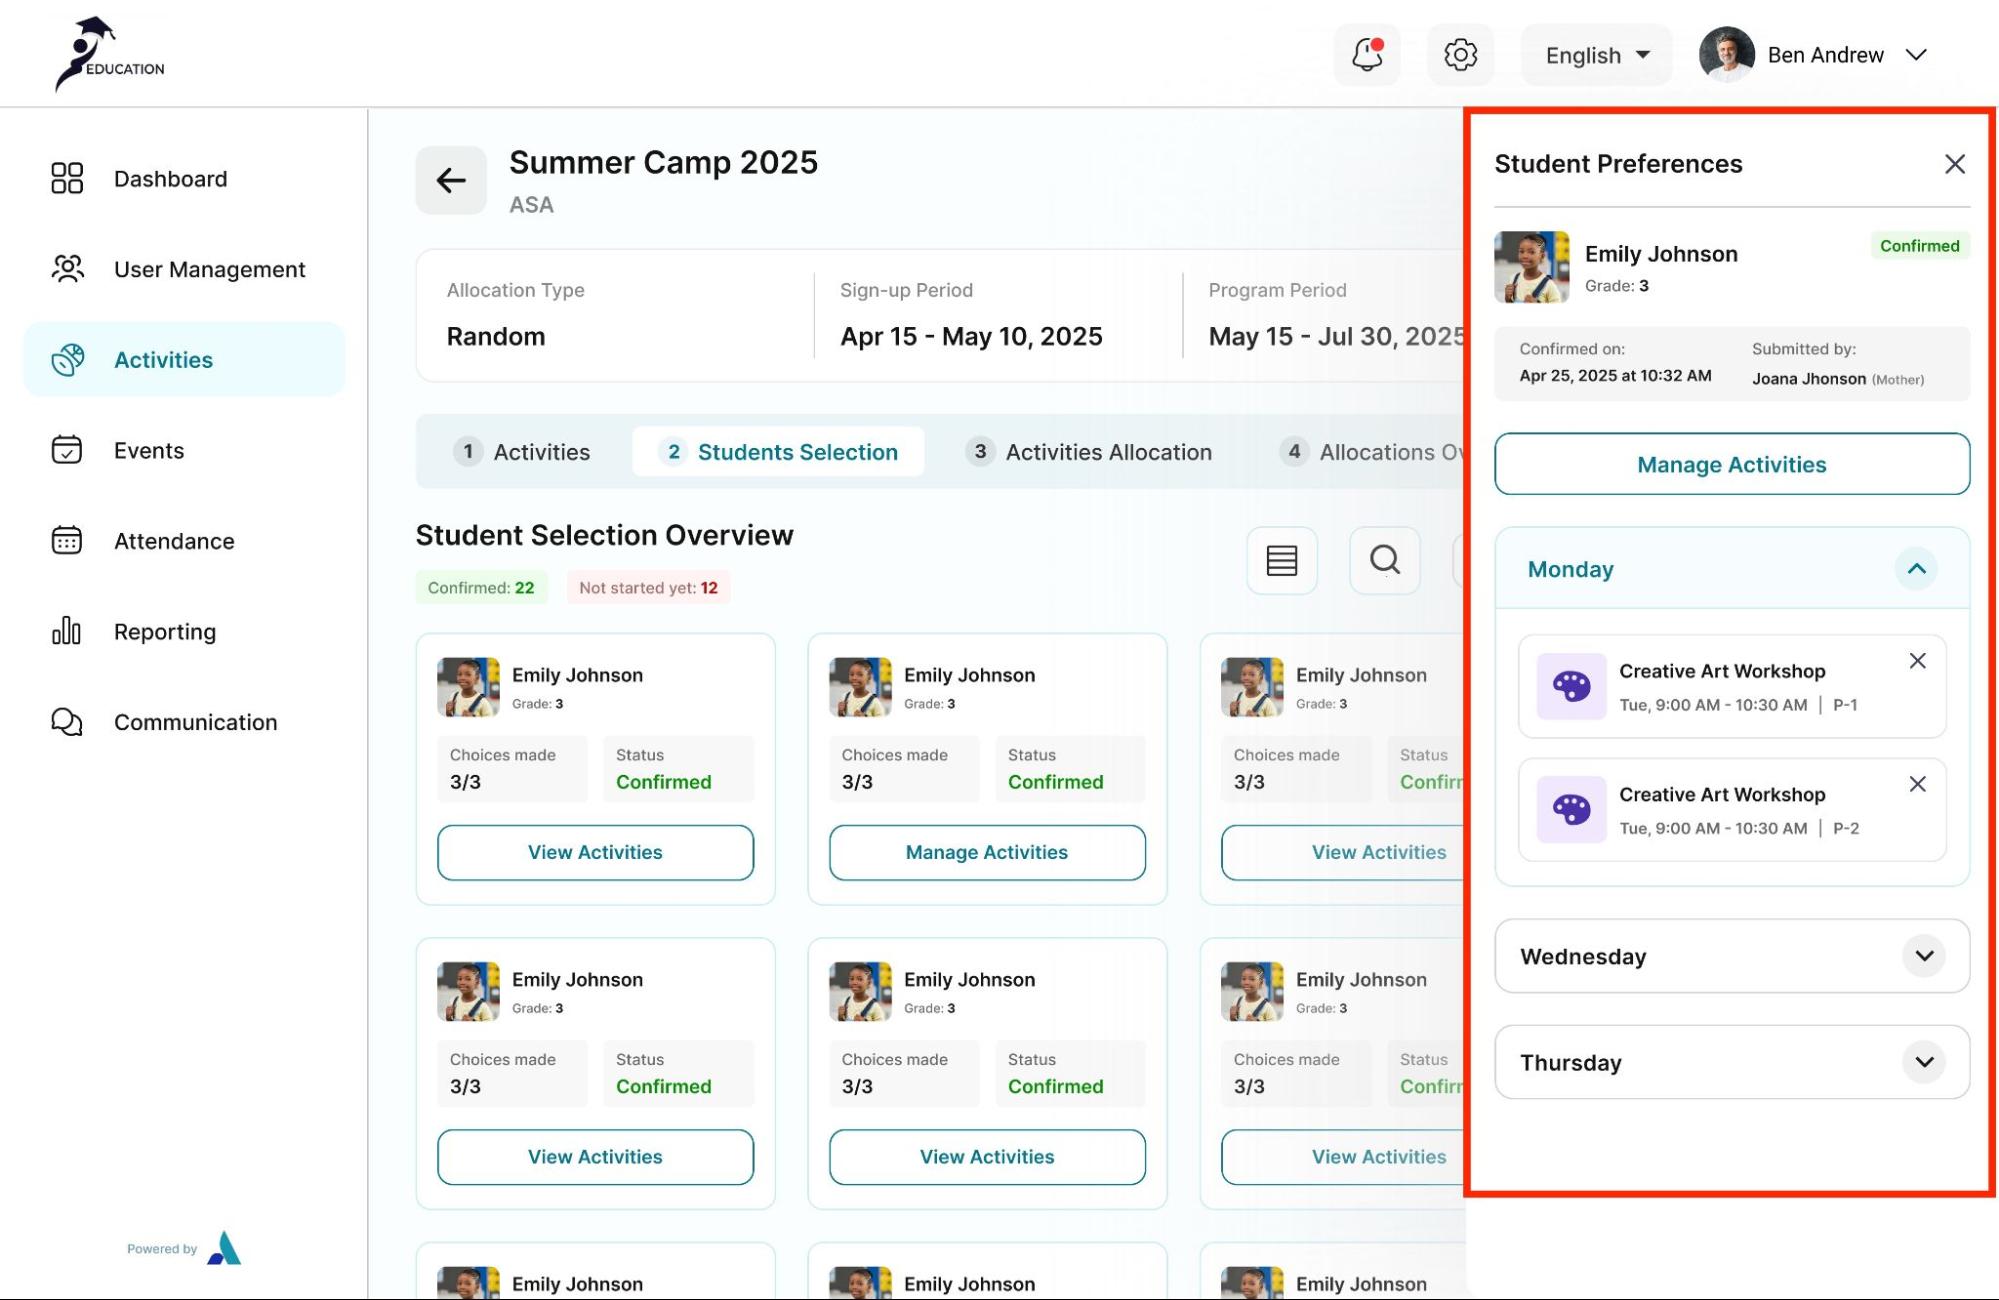 EDUCATION
English
Ben Andrew
Dashboard
User Management
Activities
Events
Attendance
Reporting
Communication
Powered by
Summer Camp 2025
ASA
Allocation Type
Random
Sign-up Period
Apr 15 - May 10, 2025
Program Period
May 15 - Jul 30, 2025
1 Activities
2 Students Selection
3 Activities Allocation
4 Allocations Ov
Student Selection Overview
Confirmed: 22
Not started yet: 12
Emily Johnson
Grade: 3
Choices made
3/3
Status
Confirmed
View Activities
Emily Johnson
Grade: 3
Choices made
3/3
Status
Confirmed
Manage Activities
Emily Johnson
Grade: 3
Choices made
3/3
Status
Confir
View Activities
Emily Johnson
Grade: 3
Choices made
3/3
Status
Confirmed
View Activities
Emily Johnson
Grade: 3
Choices made
3/3
Status
Confirmed
View Activities
Emily Johnson
Grade: 3
Choices made
3/3
Status
Confir
View Activities
Emily Johnson
Emily Johnson
Emily Johnson
Student Preferences
Emily Johnson
Grade: 3
Confirmed
Confirmed on:
Apr 25, 2025 at 10:32 AM
Submitted by:
Joana Jhonson (Mother)
Manage Activities
Monday
Creative Art Workshop
Tue, 9:00 AM - 10:30 AM | P-1
Creative Art Workshop
Tue, 9:00 AM - 10:30 AM | P-2
Wednesday
Thursday